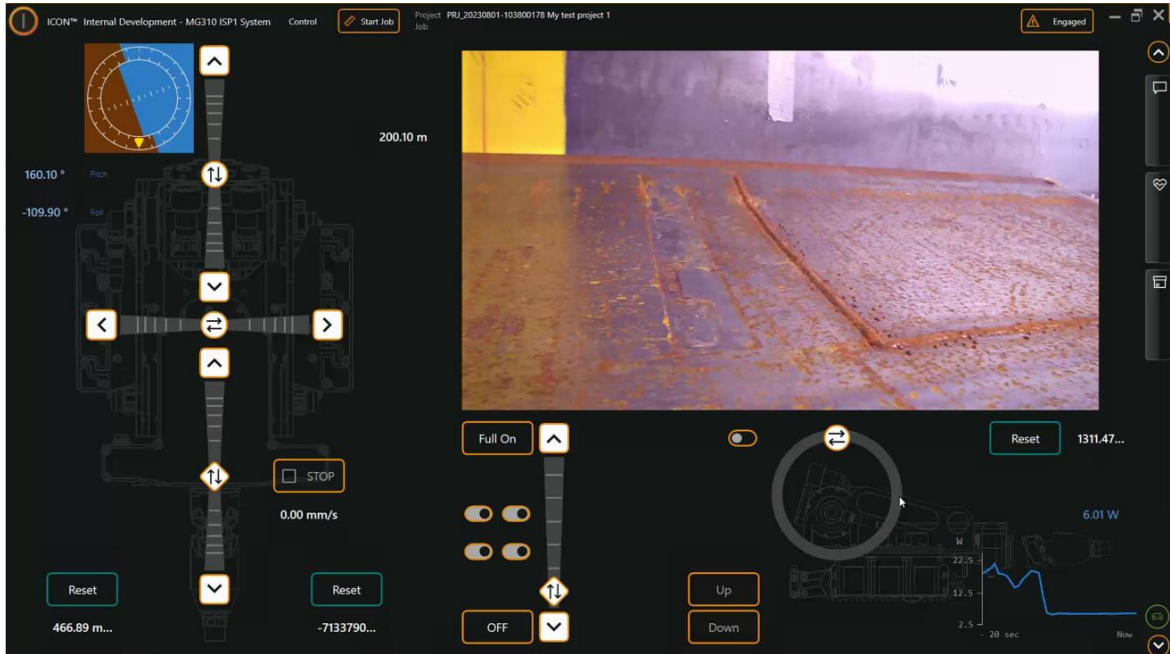 ICON™ Internal Development - MG310 ISP1 System
Control
Start Job
Project PRJ_20230801-103800178 My test project 1
Job
Engaged
200.10 m
160.10 ° Pitch
-109.90 ° Roll
STOP
0.00 mm/s
Reset
Reset
466.89 m...
-7133790...
Full On
OFF
Up
Down
Reset
1311.47...
6.01 W
W
22.5
12.5
2.5
- 20 sec
Now